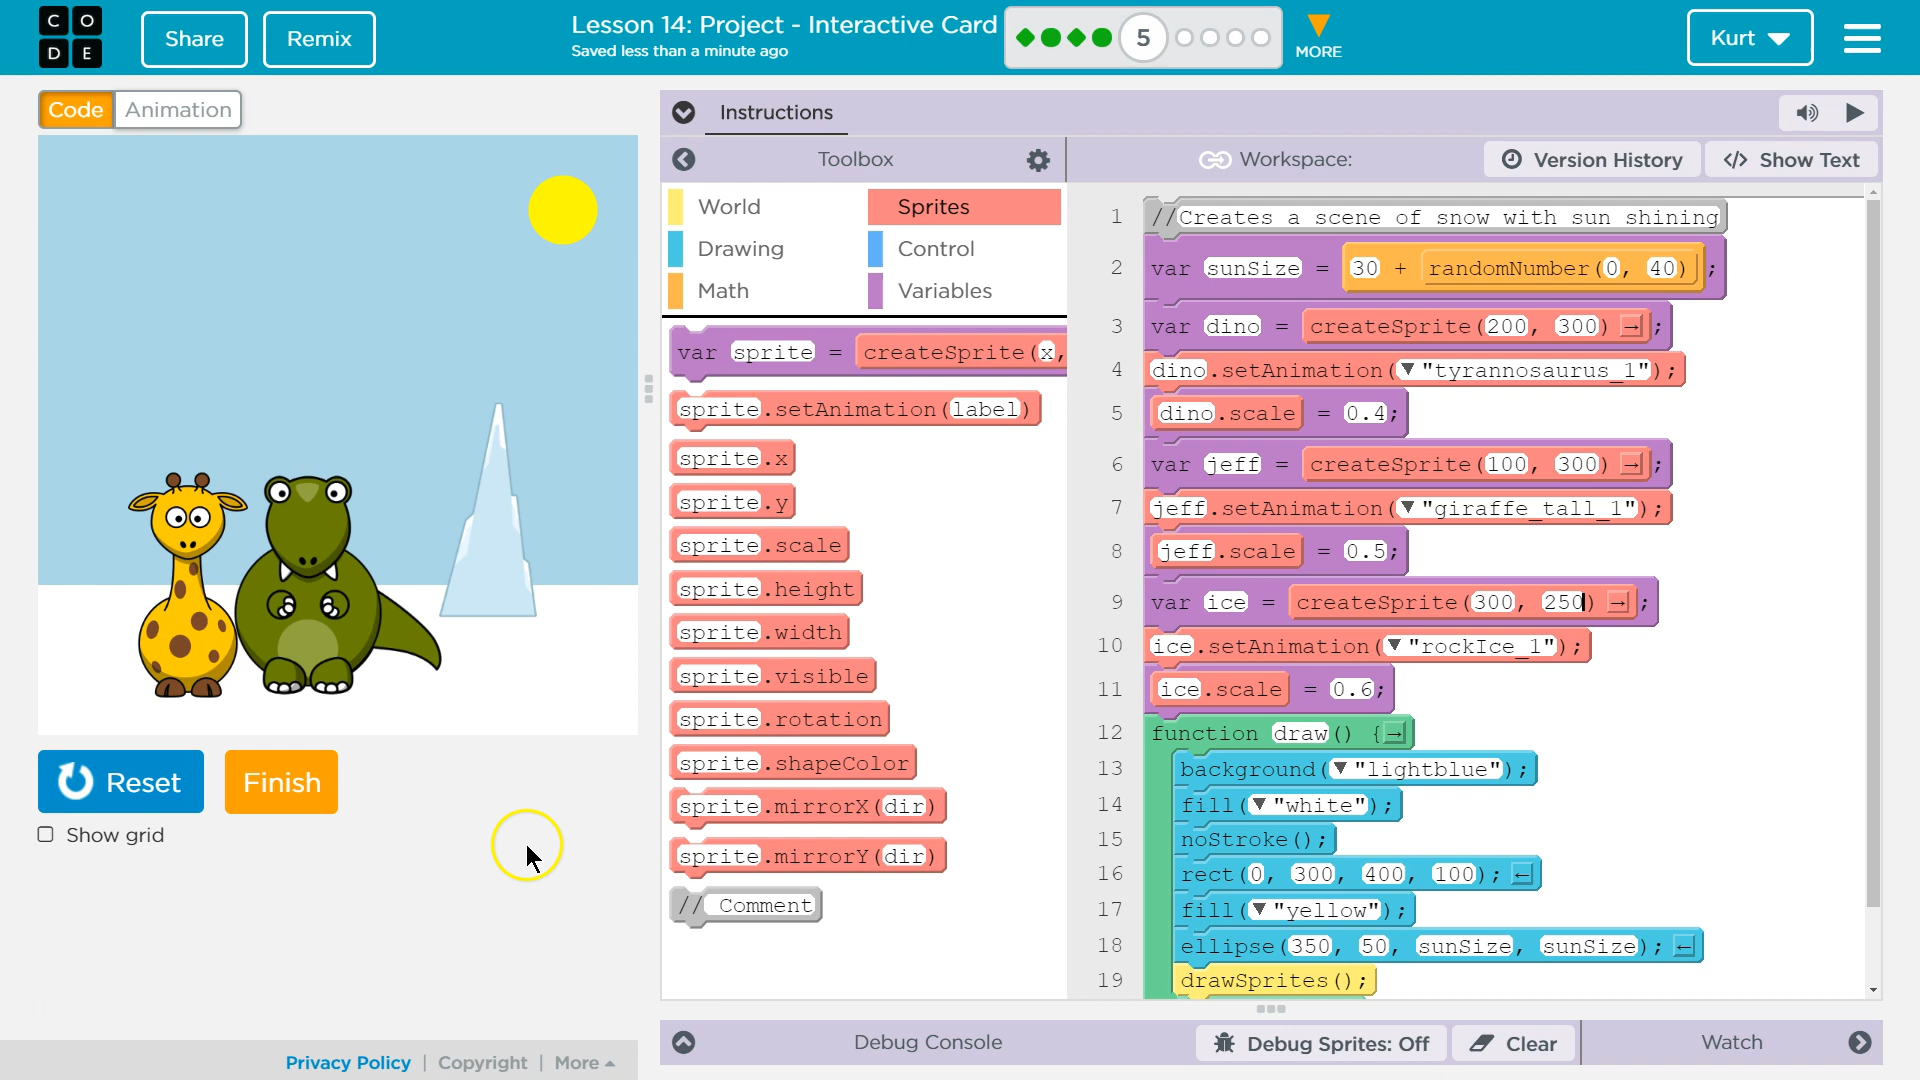 C O
D E
Share
Remix
Lesson 14: Project - Interactive Card
Saved less than a minute ago
5
MORE
Kurt
Code
Animation
Instructions
Toolbox
Workspace:
Version History
</> Show Text
World
Sprites
Drawing
Control
Math
Variables
var sprite = createSprite(x,
sprite.setAnimation(label)
sprite.x
sprite.y
sprite.scale
sprite.height
sprite.width
sprite.visible
sprite.rotation
sprite.shapeColor
sprite.mirrorX(dir)
sprite.mirrorY(dir)
// Comment
1 //Creates a scene of snow with sun shining
2 var sunSize = 30 + randomNumber(0, 40) ;
3 var dino = createSprite(200, 300) → ;
4 dino.setAnimation(▼"tyrannosaurus_1");
5 dino.scale = 0.4;
6 var jeff = createSprite(100, 300) → ;
7 jeff.setAnimation(▼"giraffe_tall_1");
8 jeff.scale = 0.5;
9 var ice = createSprite(300, 250) → ;
10 ice.setAnimation(▼"rockIce_1");
11 ice.scale = 0.6;
12 function draw() {→
13 background(▼"lightblue");
14 fill(▼"white");
15 noStroke();
16 rect(0, 300, 400, 100); ←
17 fill(▼"yellow");
18 ellipse(350, 50, sunSize, sunSize); ←
19 drawSprites();
Reset
Finish
Show grid
Debug Console
Debug Sprites: Off
Clear
Watch
Privacy Policy | Copyright | More